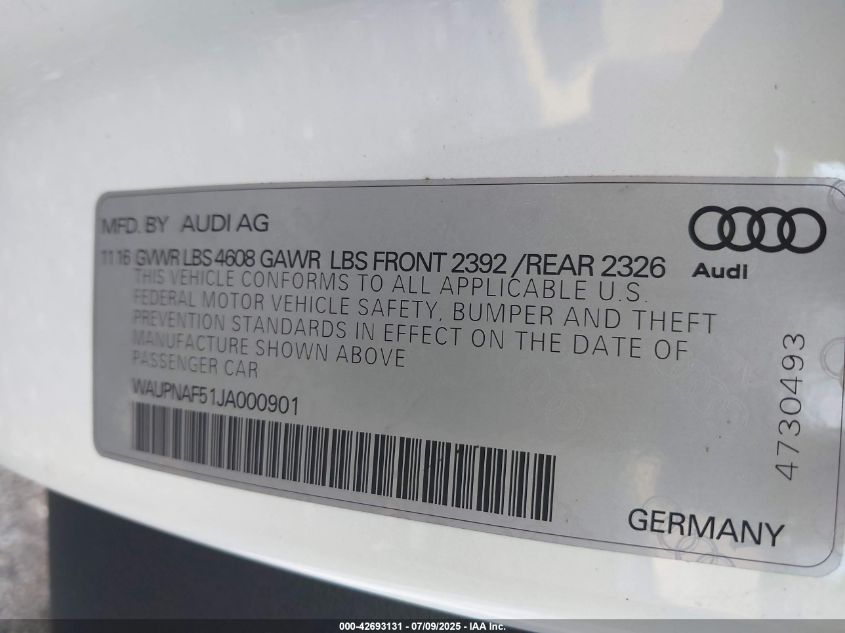 MFD. BY AUDI AG
11 16 GVWR LBS 4608 GAWR LBS FRONT 2392 /REAR 2326
Audi
THIS VEHICLE CONFORMS TO ALL APPLICABLE U.S.
FEDERAL MOTOR VEHICLE SAFETY, BUMPER AND THEFT
PREVENTION STANDARDS IN EFFECT ON THE DATE OF
MANUFACTURE SHOWN ABOVE
PASSENGER CAR
WAUPNAF51JA000901
4730493
GERMANY
000-42693131 - 07/09/2025 - IAA Inc.